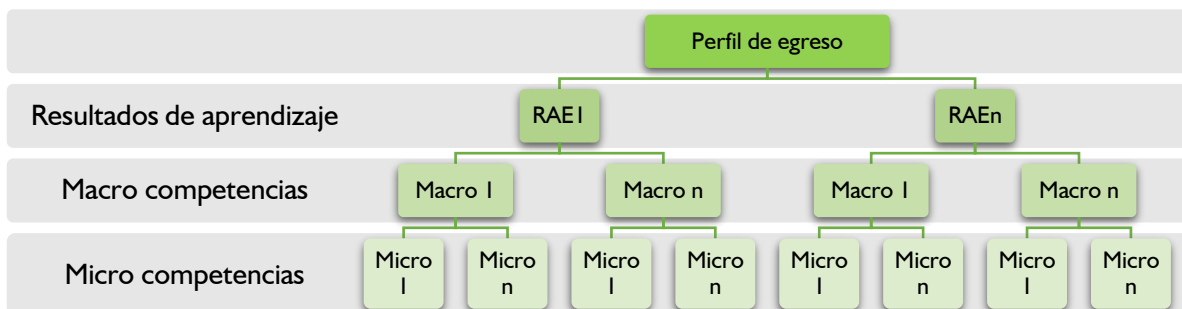 Perfil de egreso
Resultados de aprendizaje
RAE1
RAEn
Macro competencias
Macro 1
Macro n
Macro 1
Macro n
Micro competencias
Micro
1
Micro
n
Micro
1
Micro
n
Micro
1
Micro
n
Micro
1
Micro
n